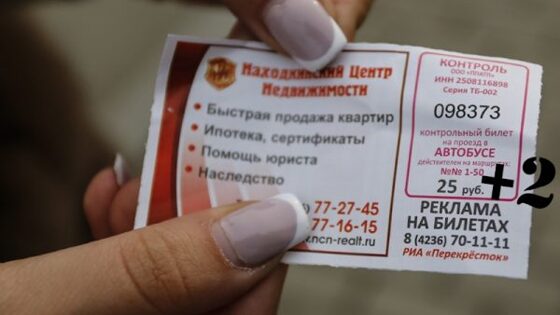 Находкинский Центр
Недвижимости
Быстрая продажа квартир
Ипотека, сертификаты
Помощь юриста
Наследство
77-27-45
77-16-15
ncn-realt.ru
КОНТРОЛЬ
ООО "ПЛАТП"
ИНН 2508116898
Серия ТБ-002
098373
контрольный билет
на проезд в
АВТОБУСЕ
действителен на маршрутах:
№№ 1-50
25 руб.
+2
РЕКЛАМА
НА БИЛЕТАХ
8 (4236) 70-11-11
РИА «Перекрёсток»